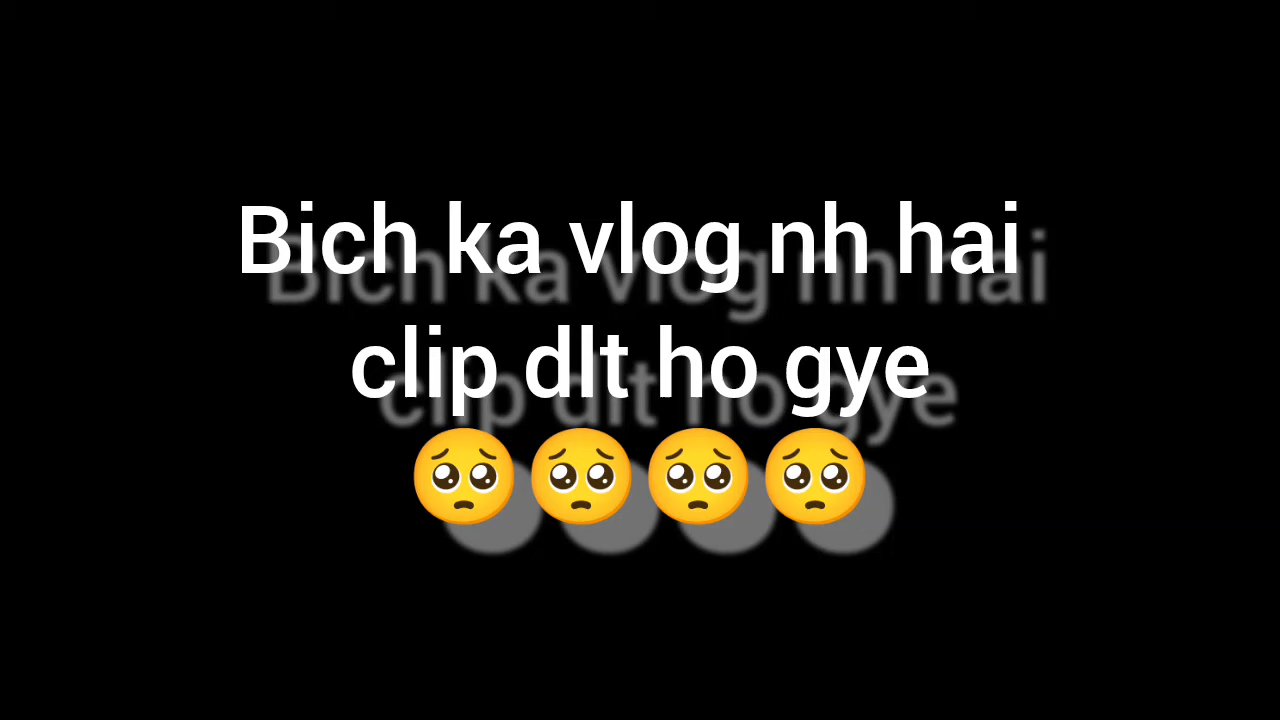 Bich ka vlog nh hai
clip dlt ho gye
🥺🥺🥺🥺